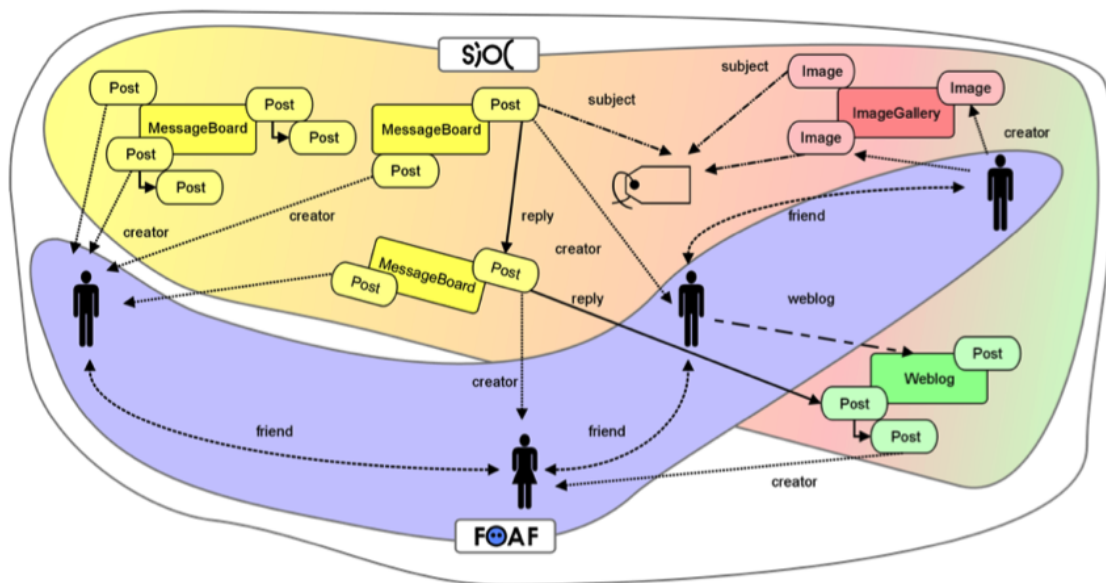 SIOC
Post
MessageBoard
Post
Post
Post
Post
MessageBoard
Post
Post
subject
subject
Image
Image
Image
ImageGallery
creator
creator
creator
reply
creator
friend
Post
MessageBoard
Post
reply
weblog
Post
Weblog
Post
Post
creator
friend
friend
creator
FOAF